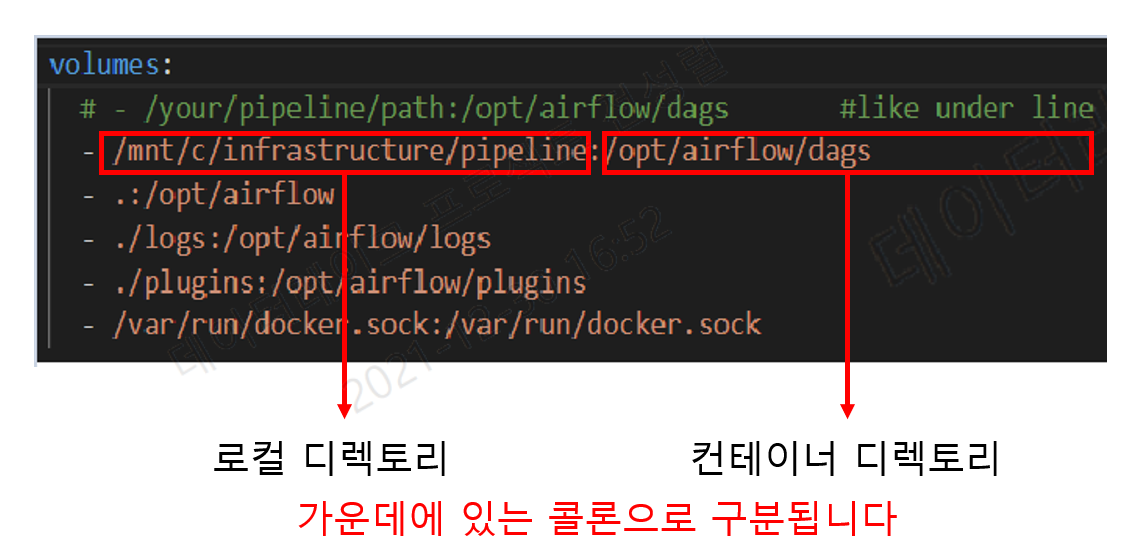 volumes:
# - /your/pipeline/path:/opt/airflow/dags #like under line
- /mnt/c/infrastructure/pipeline:/opt/airflow/dags
- .:/opt/airflow
- ./logs:/opt/airflow/logs
- ./plugins:/opt/airflow/plugins
- /var/run/docker.sock:/var/run/docker.sock
로컬 디렉토리
컨테이너 디렉토리
가운데에 있는 콜론으로 구분됩니다